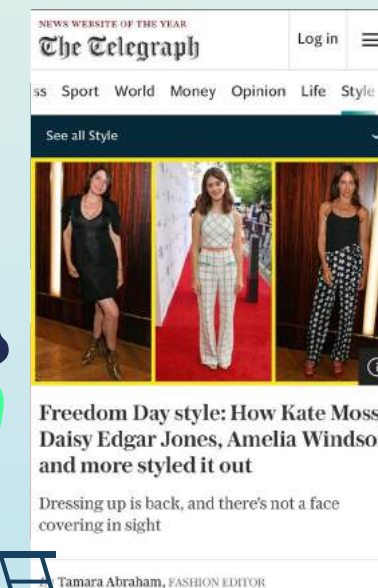 NEWS WEBSITE OF THE YEAR
The Telegraph
Log in
ss Sport World Money Opinion Life Style
See all Style
Freedom Day style: How Kate Moss
Daisy Edgar Jones, Amelia Windso
and more styled it out
Dressing up is back, and there's not a face
covering in sight
Tamara Abraham, FASHION EDITOR